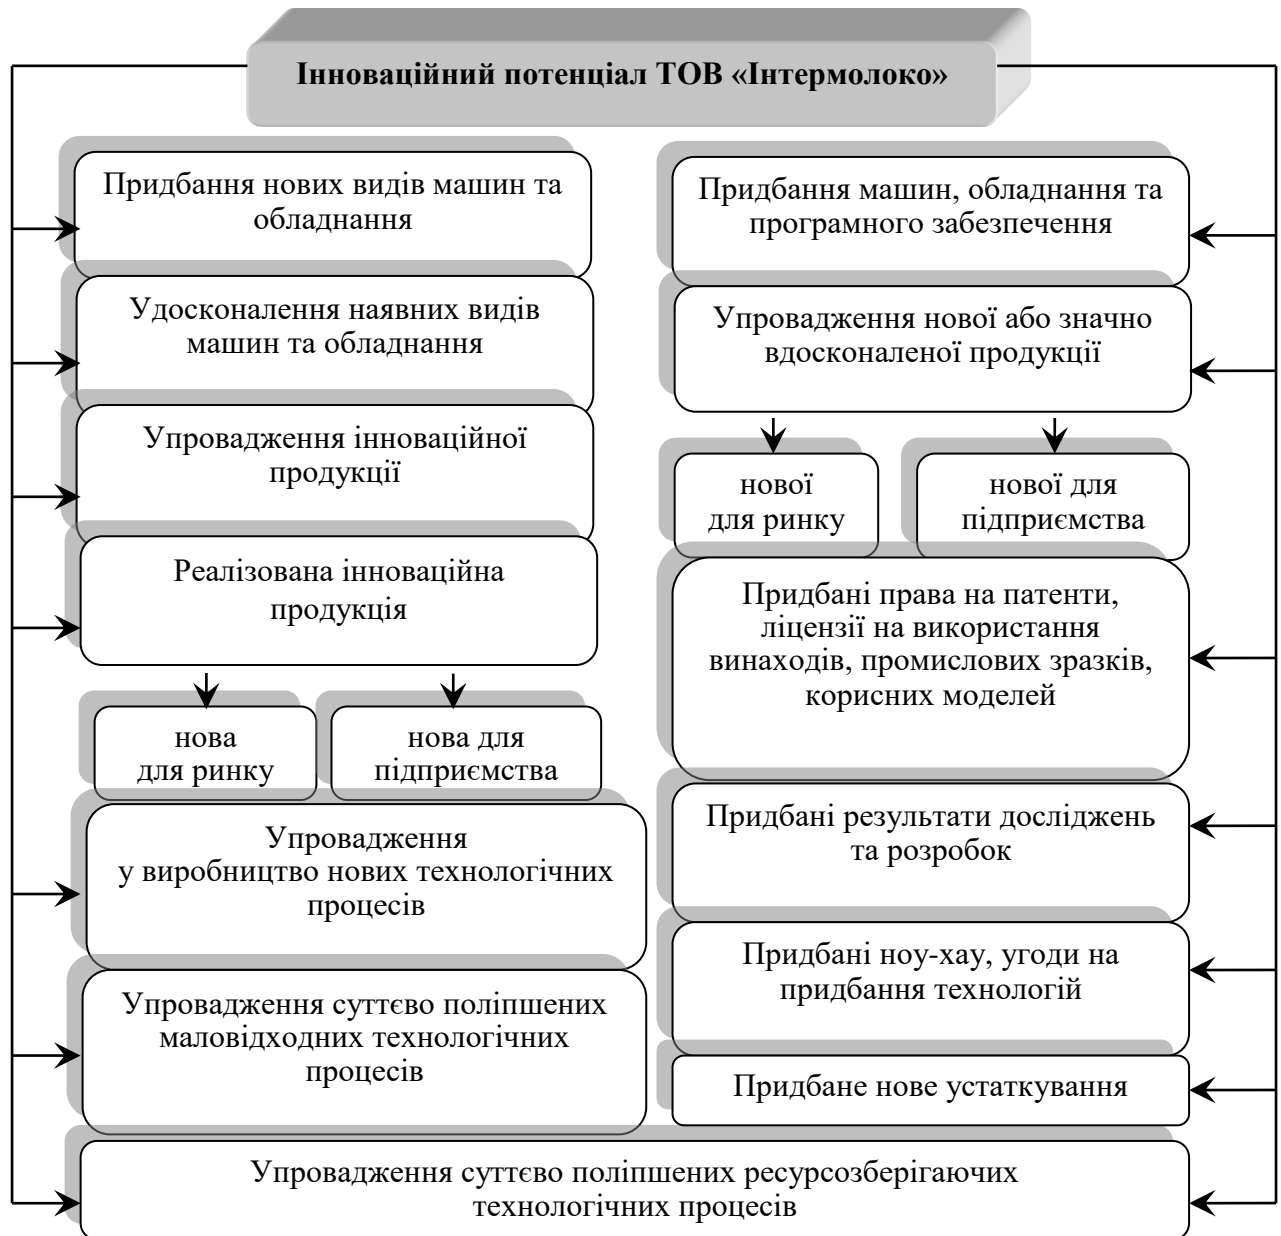 Інноваційний потенціал ТОВ «Інтермолоко»
Придбання нових видів машин та
обладнання
Удосконалення наявних видів
машин та обладнання
Упровадження інноваційної
продукції
Реалізована інноваційна
продукція
нова
для ринку
нова для
підприємства
Упровадження
у виробництво нових технологічних
процесів
Упровадження суттєво поліпшених
маловідходних технологічних
процесів
Придбання машин, обладнання та
програмного забезпечення
Упровадження нової або значно
вдосконаленої продукції
нової
для ринку
нової для
підприємства
Придбані права на патенти,
ліцензії на використання
винаходів, промислових зразків,
корисних моделей
Придбані результати досліджень
та розробок
Придбані ноу-хау, угоди на
придбання технологій
Придбане нове устаткування
Упровадження суттєво поліпшених ресурсозберігаючих
технологічних процесів